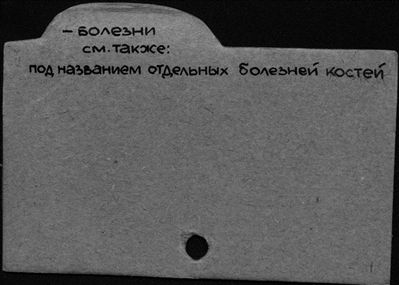 – Болезни
см. также:
под названием отдельных болезней костей